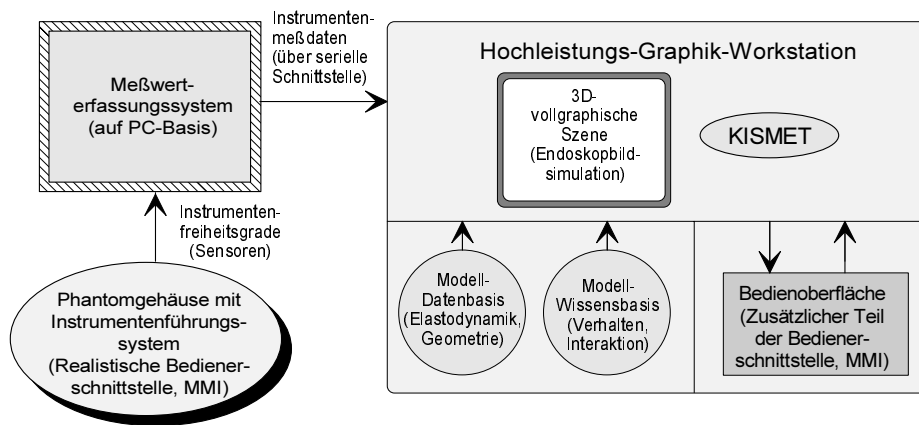 Instrumenten-
meßdaten
(über serielle
Schnittstelle)
Meßwert-
erfassungssystem
(auf PC-Basis)
Instrumenten-
freiheitsgrade
(Sensoren)
Phantomgehäuse mit
Instrumentenführungs-
system
(Realistische Bediener-
schnittstelle, MMI)
Hochleistungs-Graphik-Workstation
3D-
vollgraphische
Szene
(Endoskopbild-
simulation)
KISMET
Modell-
Datenbasis
(Elastodynamik,
Geometrie)
Modell-
Wissensbasis
(Verhalten,
Interaktion)
Bedienoberfläche
(Zusätzlicher Teil
der Bediener-
schnittstelle, MMI)